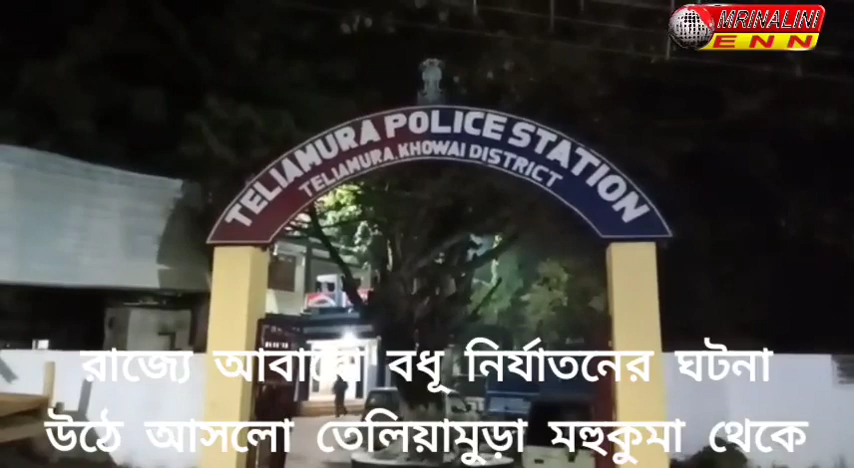 MRINALINI
ENN
TELIAMURA POLICE STATION
TELIAMURA, KHOWAI DISTRICT
রাজ্যে আবারো বধূ নির্যাতনের ঘটনা
উঠে আসলো তেলিয়ামুড়া মহুকুমা থেকে